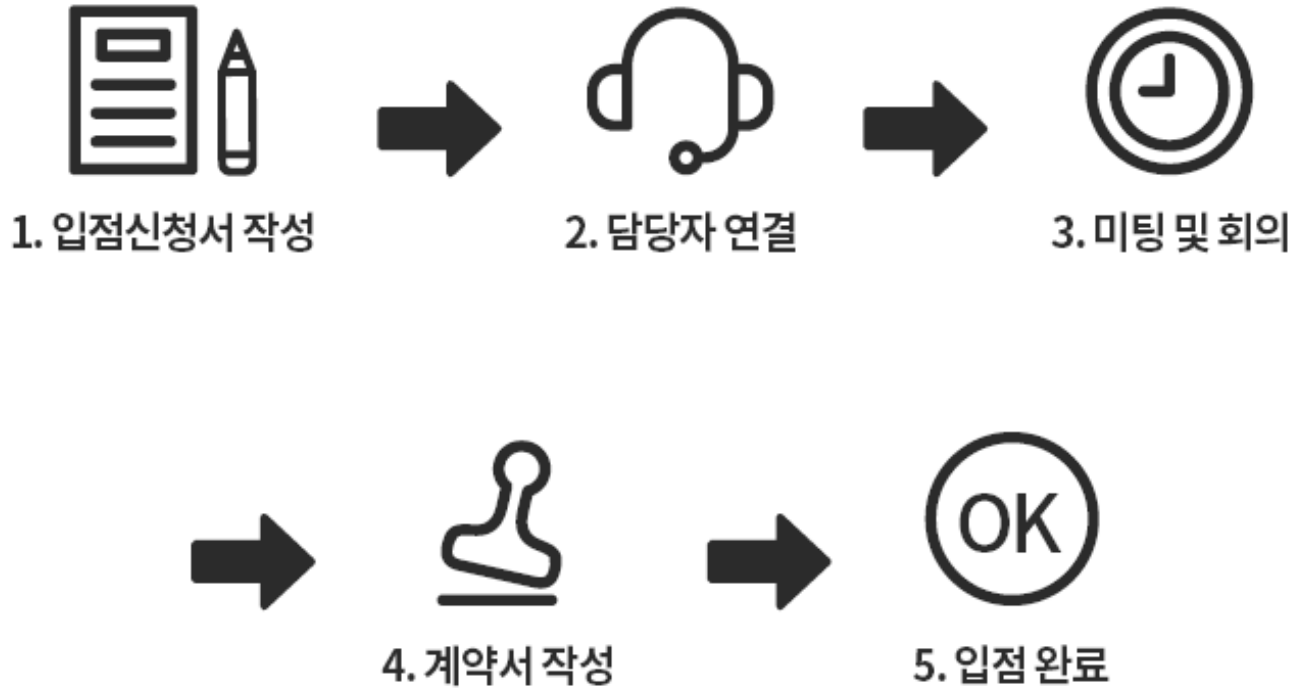 1. 입점신청서 작성
2. 담당자 연결
3. 미팅 및 회의
OK
4. 계약서 작성
5. 입점 완료